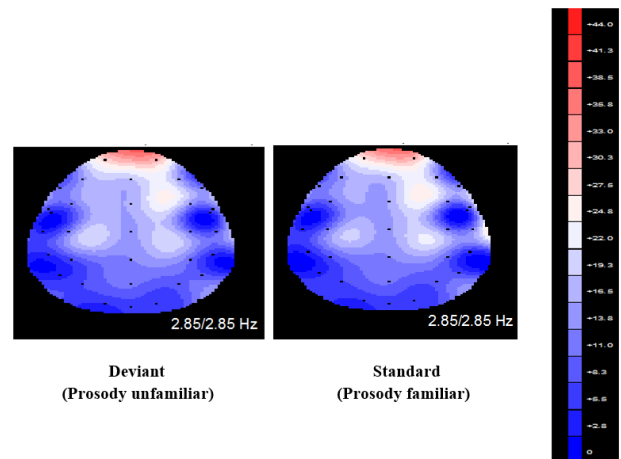 +44.0
+41.3
+38.5
+35.8
+33.0
+30.3
+27.5
+24.8
+22.0
+19.3
+16.5
+13.8
+11.0
+8.3
+5.5
+2.8
0
2.85/2.85 Hz
2.85/2.85 Hz
Deviant
(Prosody unfamiliar)
Standard
(Prosody familiar)